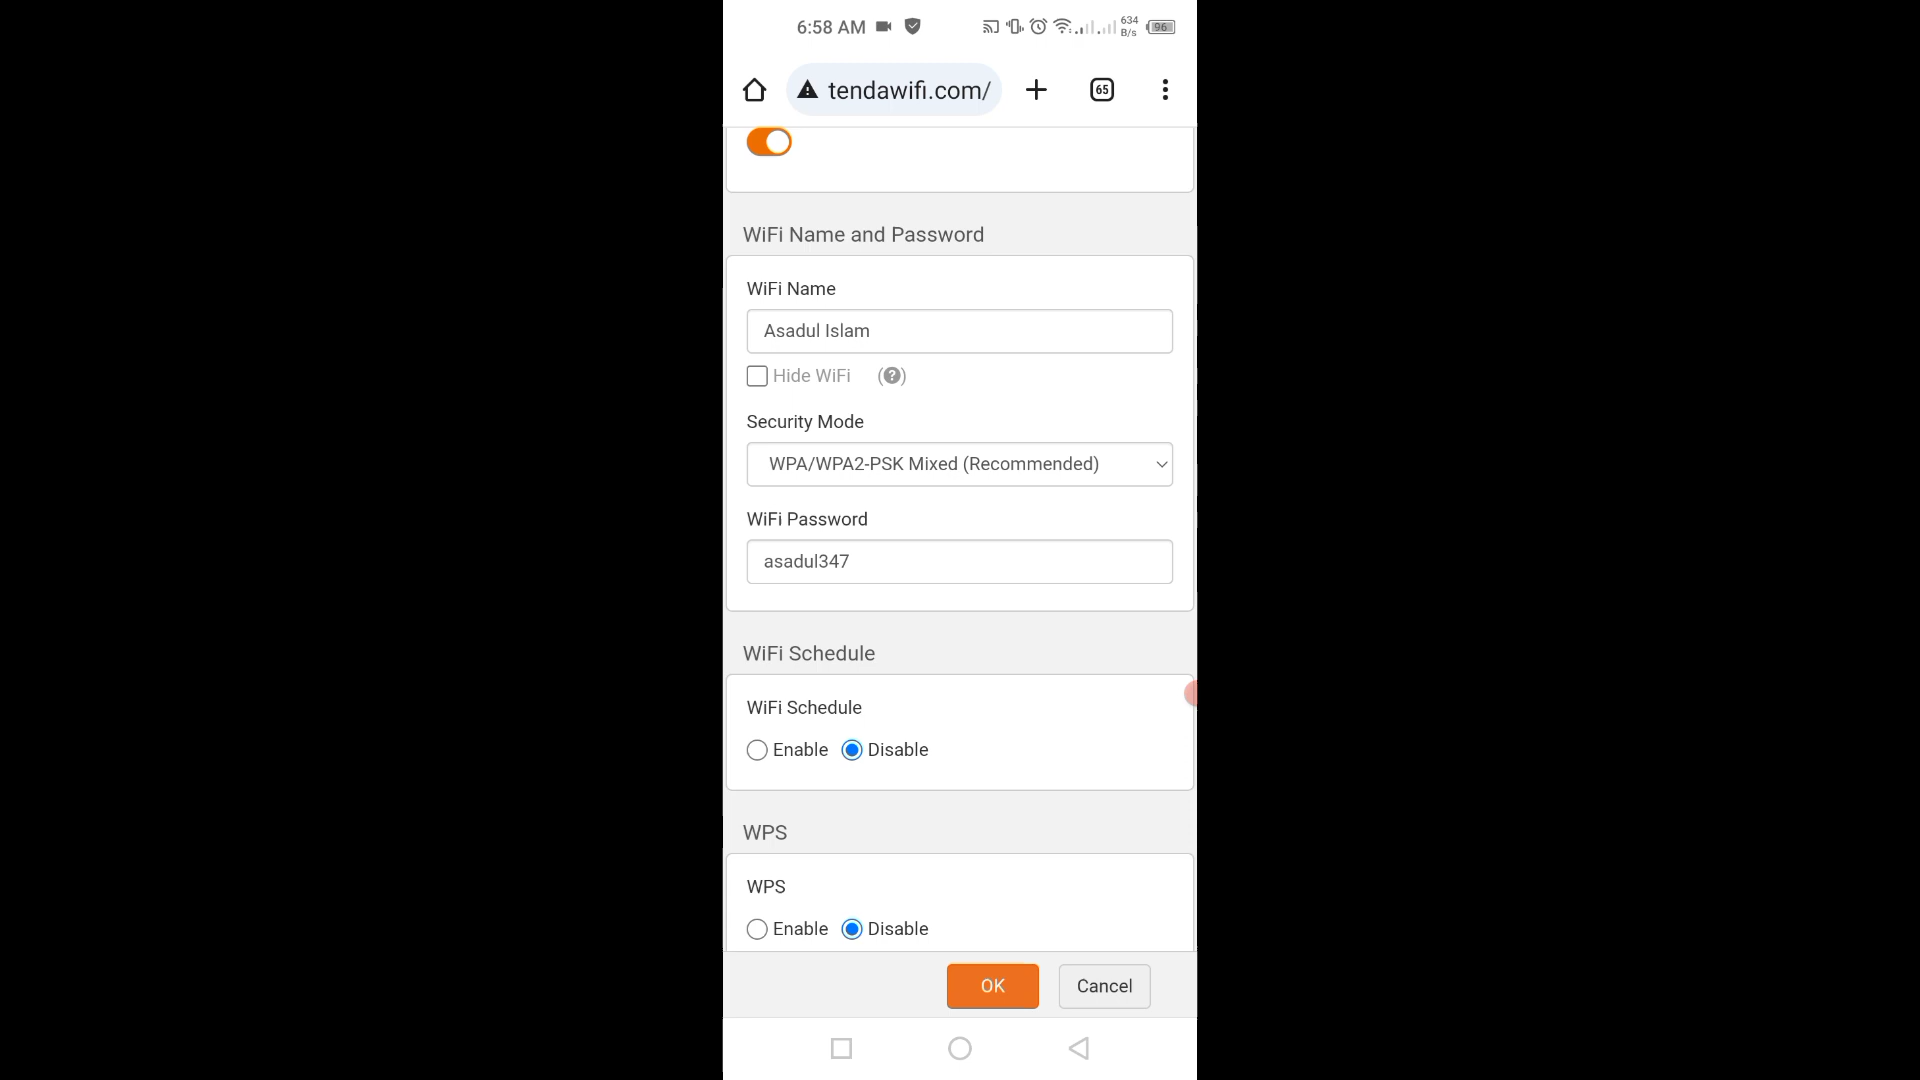 6:58 AM
634
B/s
96
tendawifi.com/
65
WiFi Name and Password
WiFi Name
Asadul Islam
Hide WiFi (?)
Security Mode
WPA/WPA2-PSK Mixed (Recommended)
WiFi Password
asadul347
WiFi Schedule
WiFi Schedule
Enable Disable
WPS
WPS
Enable Disable
OK Cancel